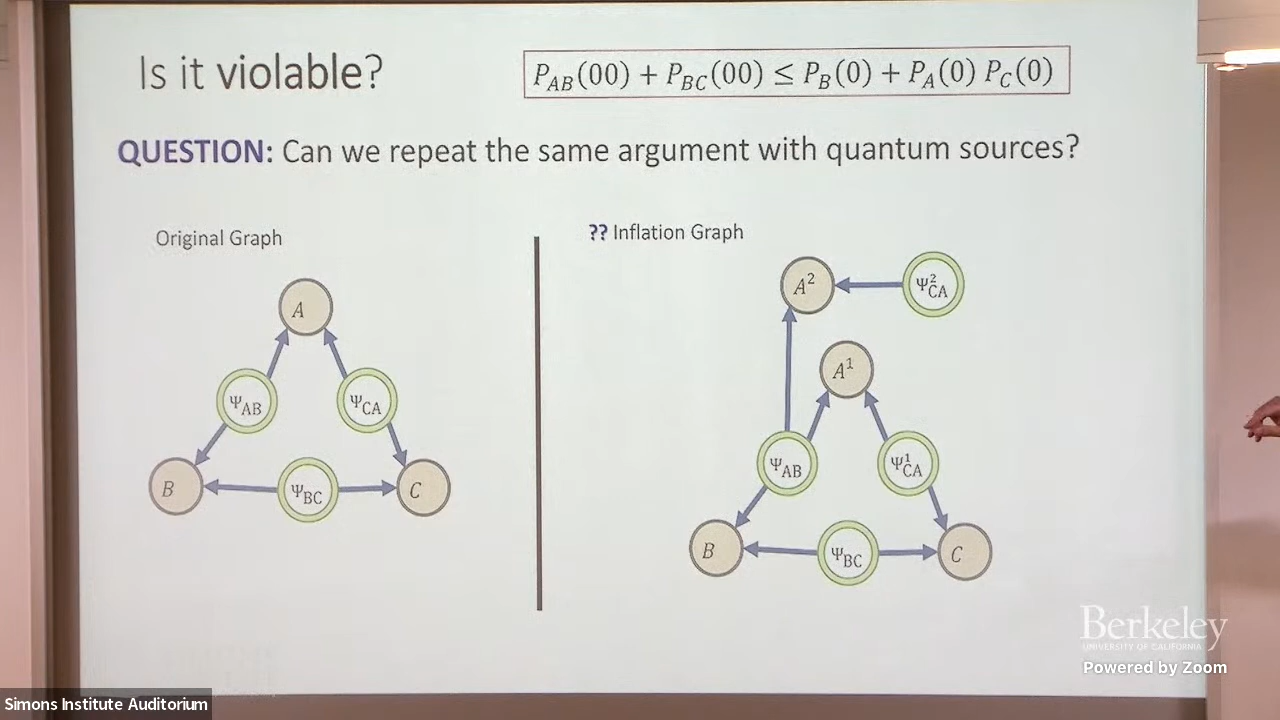 Is it violable?
P_AB(00) + P_BC(00) ≤ P_B(0) + P_A(0) P_C(0)
QUESTION: Can we repeat the same argument with quantum sources?
Original Graph
?? Inflation Graph
A
Ψ_AB
Ψ_CA
B
Ψ_BC
C
A²
Ψ²_CA
A¹
Ψ_AB
Ψ¹_CA
B
Ψ_BC
C
Berkeley
UNIVERSITY OF CALIFORNIA
Powered by Zoom
Simons Institute Auditorium